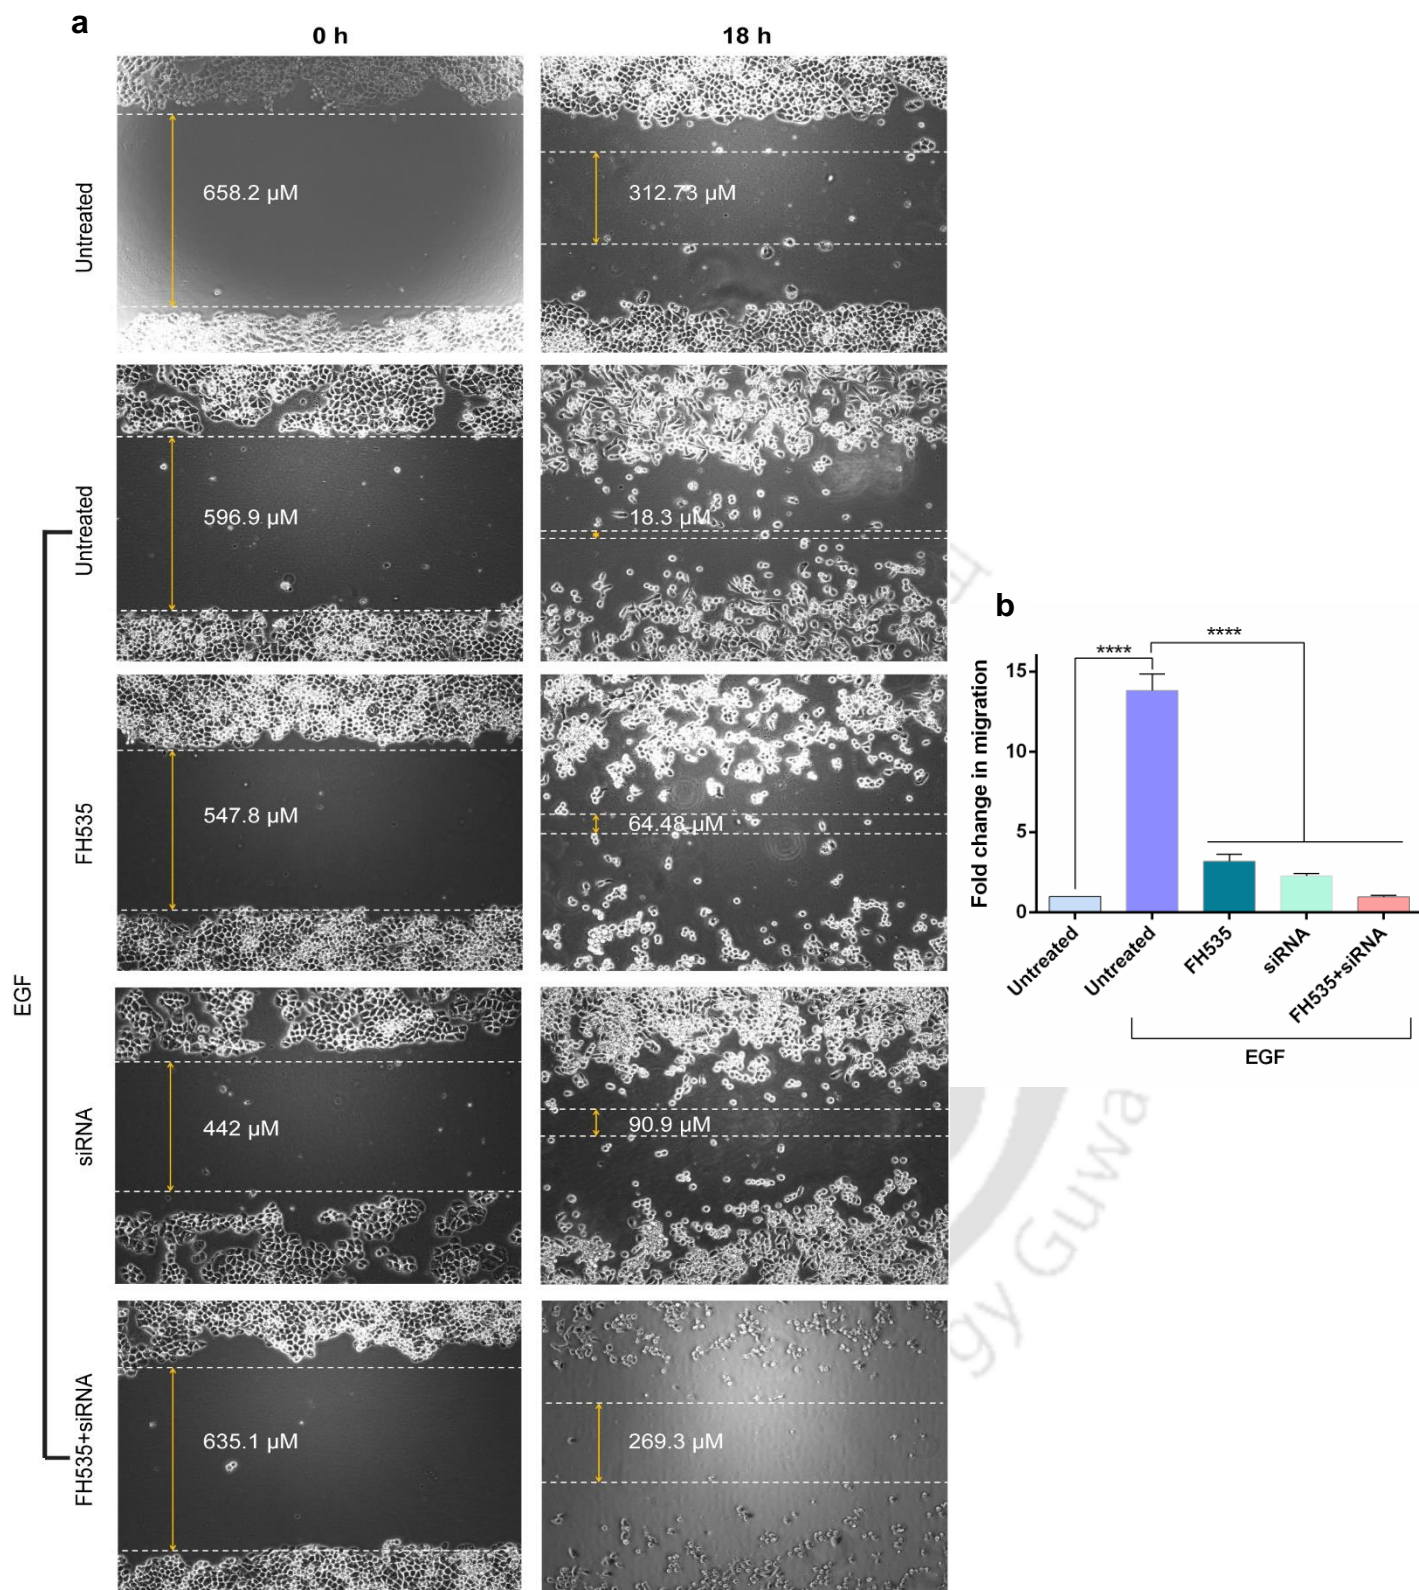 a
0 h
18 h
Untreated
658.2 µM
312.73 µM
Untreated
596.9 µM
18.3 µM
FH535
547.8 µM
64.48 µM
siRNA
442 µM
90.9 µM
FH535+siRNA
635.1 µM
269.3 µM
EGF
b
****
****
Fold change in migration
15
10
5
0
Untreated
Untreated
FH535
siRNA
FH535+siRNA
EGF
gy Guwa